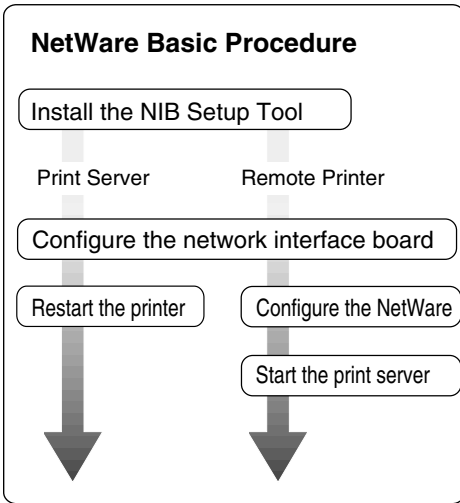 NetWare Basic Procedure
Install the NIB Setup Tool
Print Server
Remote Printer
Configure the network interface board
Restart the printer
Configure the NetWare
Start the print server